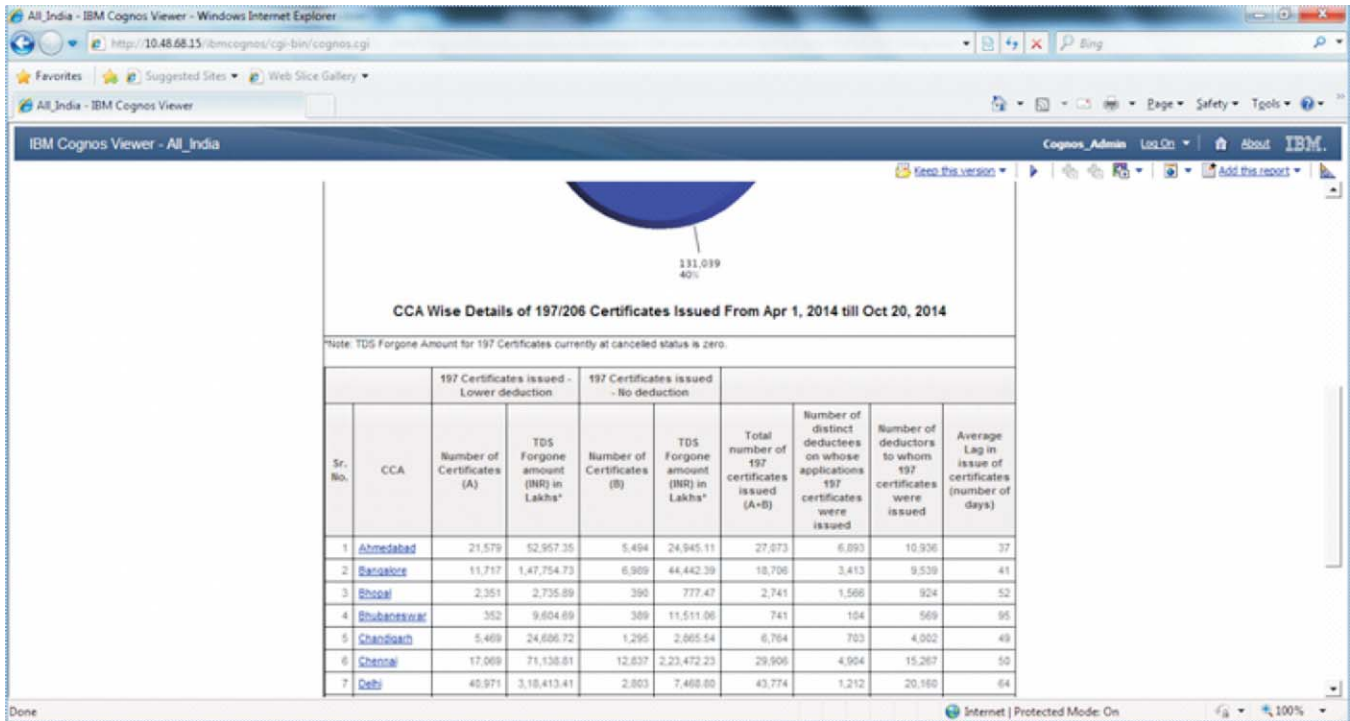 All_India - IBM Cognos Viewer - Windows Internet Explorer
http://10.48.68.15/ibmcognos/cgi-bin/cognos.cgi
Bing
Favorites Suggested Sites Web Slice Gallery
All_India - IBM Cognos Viewer
Page Safety Tools
IBM Cognos Viewer - All_India
Cognos_Admin Log On About IBM.
Keep this version Add this report
131,039
40%
CCA Wise Details of 197/206 Certificates Issued From Apr 1, 2014 till Oct 20, 2014
*Note: TDS Forgone Amount for 197 Certificates currently at cancelled status is zero.
197 Certificates issued - Lower deduction
197 Certificates issued - No deduction
Sr. No.
CCA
Number of Certificates (A)
TDS Forgone amount (INR) in Lakhs*
Number of Certificates (B)
TDS Forgone amount (INR) in Lakhs*
Total number of 197 certificates issued (A+B)
Number of distinct deductees on whose applications 197 certificates were issued
Number of deductors to whom 197 certificates were issued
Average Lag in issue of certificates (number of days)
1 Ahmedabad 21,579 52,957.35 5,494 24,945.11 27,073 6,893 10,936 37
2 Bangalore 11,717 1,47,754.73 6,989 44,442.39 18,706 3,413 9,539 41
3 Bhopal 2,351 2,735.89 390 777.47 2,741 1,566 924 52
4 Bhubaneswar 352 9,604.69 389 11,511.06 741 104 569 95
5 Chandigarh 5,469 24,686.72 1,295 2,865.54 6,764 703 4,002 49
6 Chennai 17,069 71,138.81 12,837 2,23,472.23 29,906 4,904 15,267 50
7 Delhi 40,971 3,18,413.41 2,803 7,468.80 43,774 1,212 20,160 64
Done
Internet | Protected Mode: On
100%